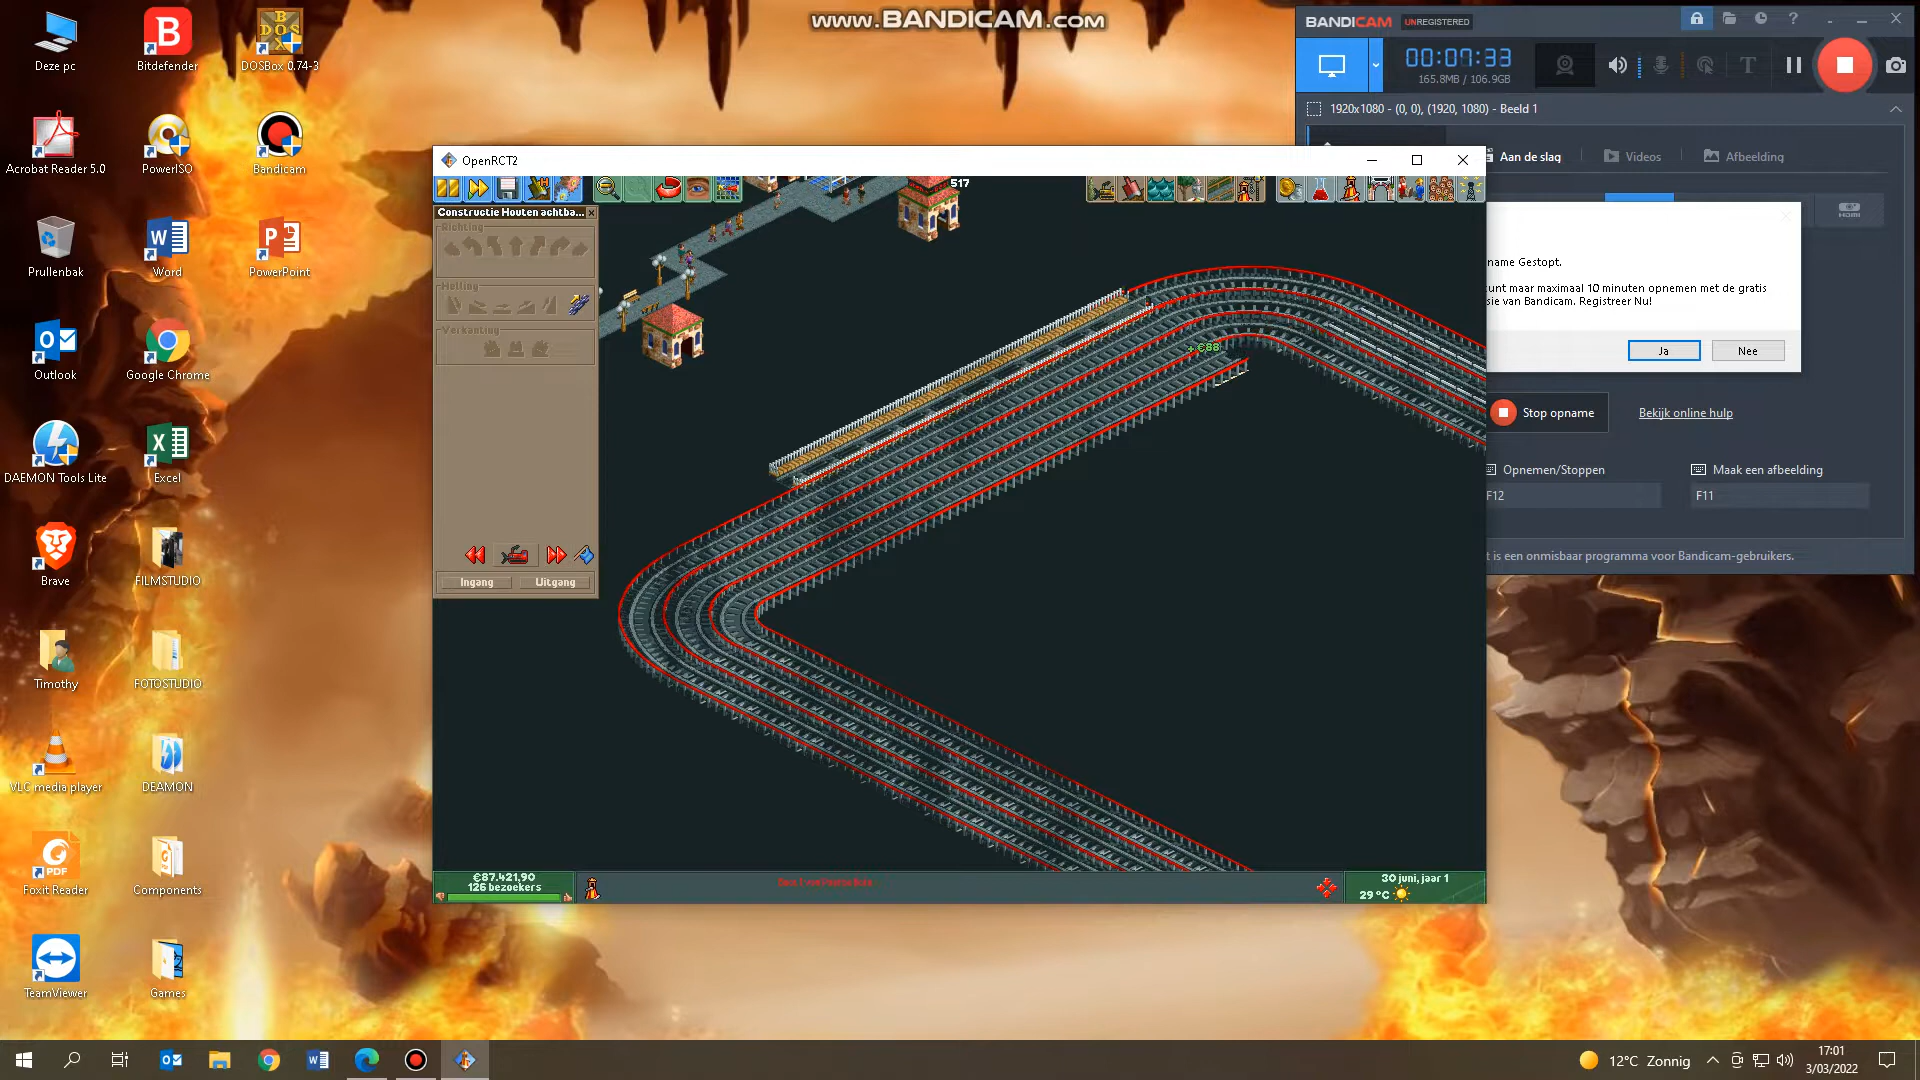 www.BANDICAM.com
Deze pc
Bitdefender
DOSBox 0.74-3
Acrobat Reader 5.0
PowerISO
Bandicam
Prullenbak
Word
PowerPoint
Outlook
Google Chrome
DAEMON Tools Lite
Excel
Brave
FILMSTUDIO
Timothy
FOTOSTUDIO
VLC media player
DEAMON
Foxit Reader
Components
TeamViewer
Games
BANDICAM UNREGISTERED
00:07:33
165.8MB / 106.9GB
1920x1080 - (0, 0), (1920, 1080) - Beeld 1
Aan de slag
Videos
Afbeelding
HDMI
name Gestopt.
unt maar maximaal 10 minuten opnemen met de gratis
sie van Bandicam. Registreer Nu!
Ja
Nee
Stop opname
Bekijk online hulp
Opnemen/Stoppen
Maak een afbeelding
F12
F11
t is een onmisbaar programma voor Bandicam-gebruikers.
OpenRCT2
517
Constructie Houten achtba...
Richting
Helling
Verkanting
Ingang
Uitgang
+ €88
€87.421,90
126 bezoekers
30 juni, jaar 1
29 °C
12°C Zonnig
17:01
3/03/2022